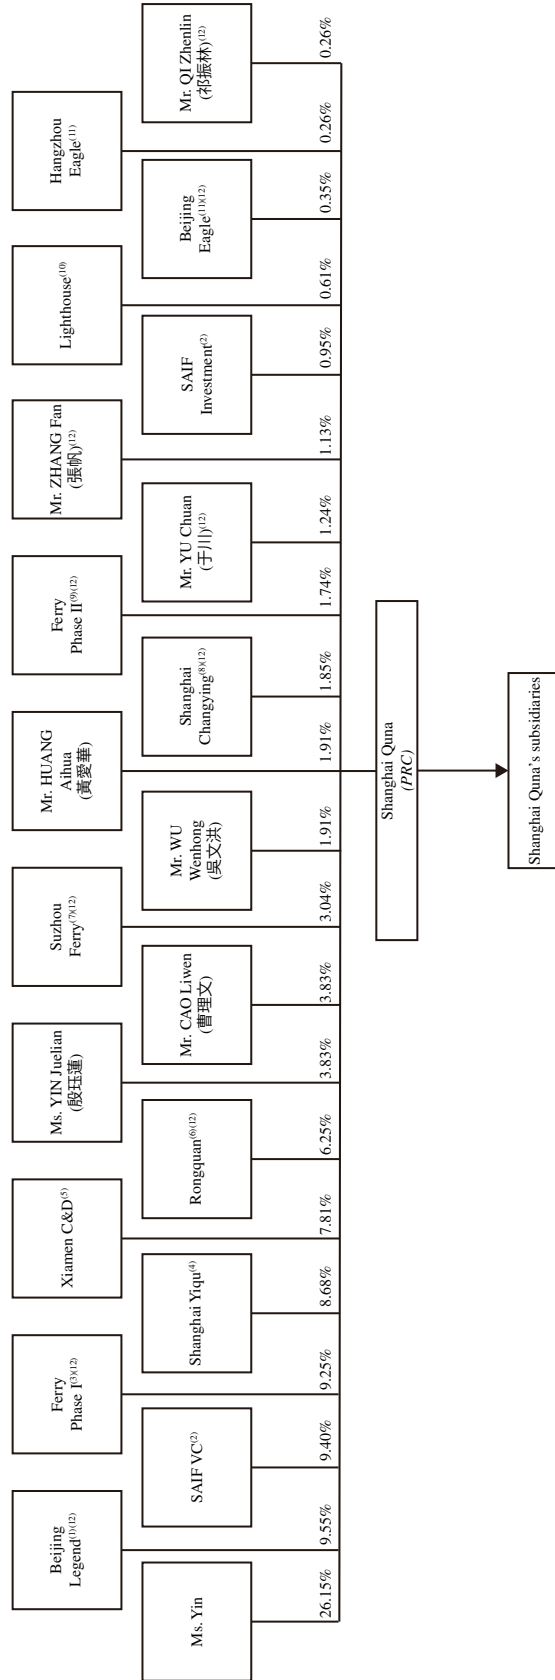 Ms. Yin
26.15%
Beijing
Legend(1)(12)
9.55%
SAIF VC(2)
9.40%
Ferry
Phase I(3)(12)
9.25%
Shanghai Yiqu(4)
8.68%
Xiamen C&D(5)
7.81%
Rongquan(6)(12)
6.25%
Ms. YIN Juelian
(殷珏蓮)
3.83%
Mr. CAO Liwen
(曹理文)
3.83%
Suzhou
Ferry(7)(12)
3.04%
Mr. WU
Wenhong
(吳文洪)
1.91%
Mr. HUANG
Aihua
(黃愛華)
1.91%
Shanghai
Changying(8)(12)
1.85%
Ferry
Phase II(9)(12)
1.74%
Mr. YU Chuan
(于川)(12)
1.24%
Mr. ZHANG Fan
(張帆)(12)
1.13%
SAIF
Investment(2)
0.95%
Lighthouse(10)
0.61%
Beijing
Eagle(11)(12)
0.35%
Hangzhou
Eagle(11)
0.26%
Mr. QI Zhenlin
(祁振林)(12)
0.26%
Shanghai Quna
(PRC)
Shanghai Quna's subsidiaries